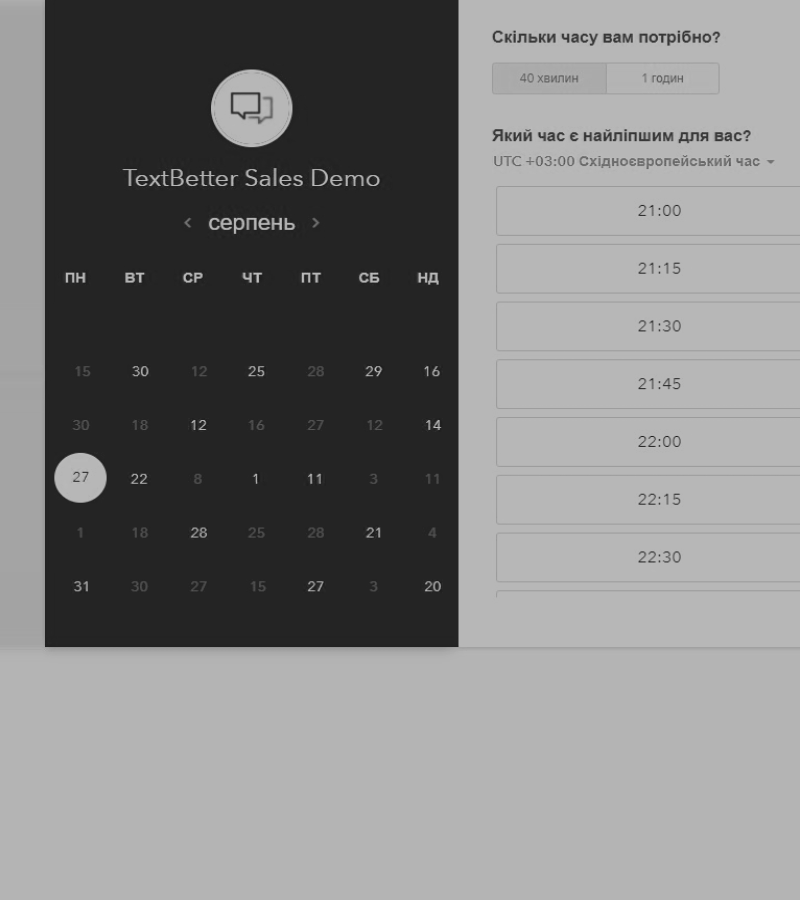 TextBetter Sales Demo
серпень
ПН ВТ СР ЧТ ПТ СБ НД
15 30 12 25 28 29 16
30 18 12 16 27 12 14
27 22 8 1 11 3 11
1 18 28 25 28 21 4
31 30 27 15 27 3 20
Скільки часу вам потрібно?
40 хвилин 1 годин
Який час є найліпшим для вас?
UTC +03:00 Східноєвропейський час
21:00
21:15
21:30
21:45
22:00
22:15
22:30